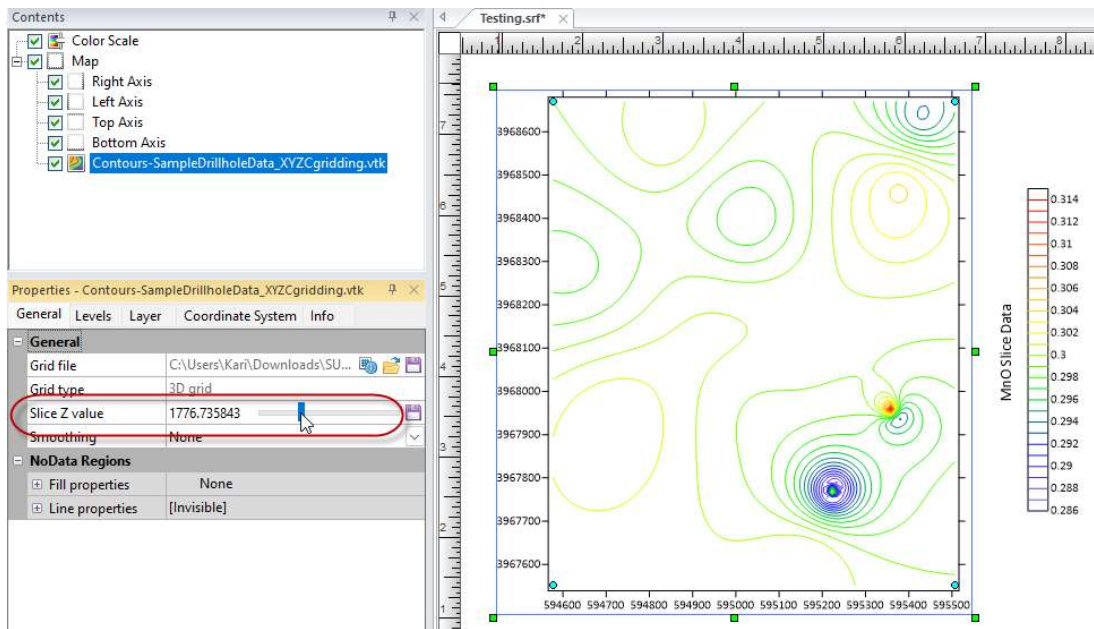 Contents
Color Scale
Map
Right Axis
Left Axis
Top Axis
Bottom Axis
Contours-SampleDrillholeData_XYZCgridding.vtk
Properties - Contours-SampleDrillholeData_XYZCgridding.vtk
General Levels Layer Coordinate System Info
General
Grid file C:\Users\Kari\Downloads\SU...
Grid type 3D grid
Slice Z value 1776.735843
Smoothing None
NoData Regions
Fill properties None
Line properties [Invisible]
Testing.srf*
1 2 3 4 5 6 7 8
7
6
5
4
3
2
1
3968600
3968500
3968400
3968300
3968200
3968100
3968000
3967900
3967800
3967700
3967600
594600 594700 594800 594900 595000 595100 595200 595300 595400 595500
MnO Slice Data
0.314
0.312
0.31
0.308
0.306
0.304
0.302
0.3
0.298
0.296
0.294
0.292
0.29
0.288
0.286